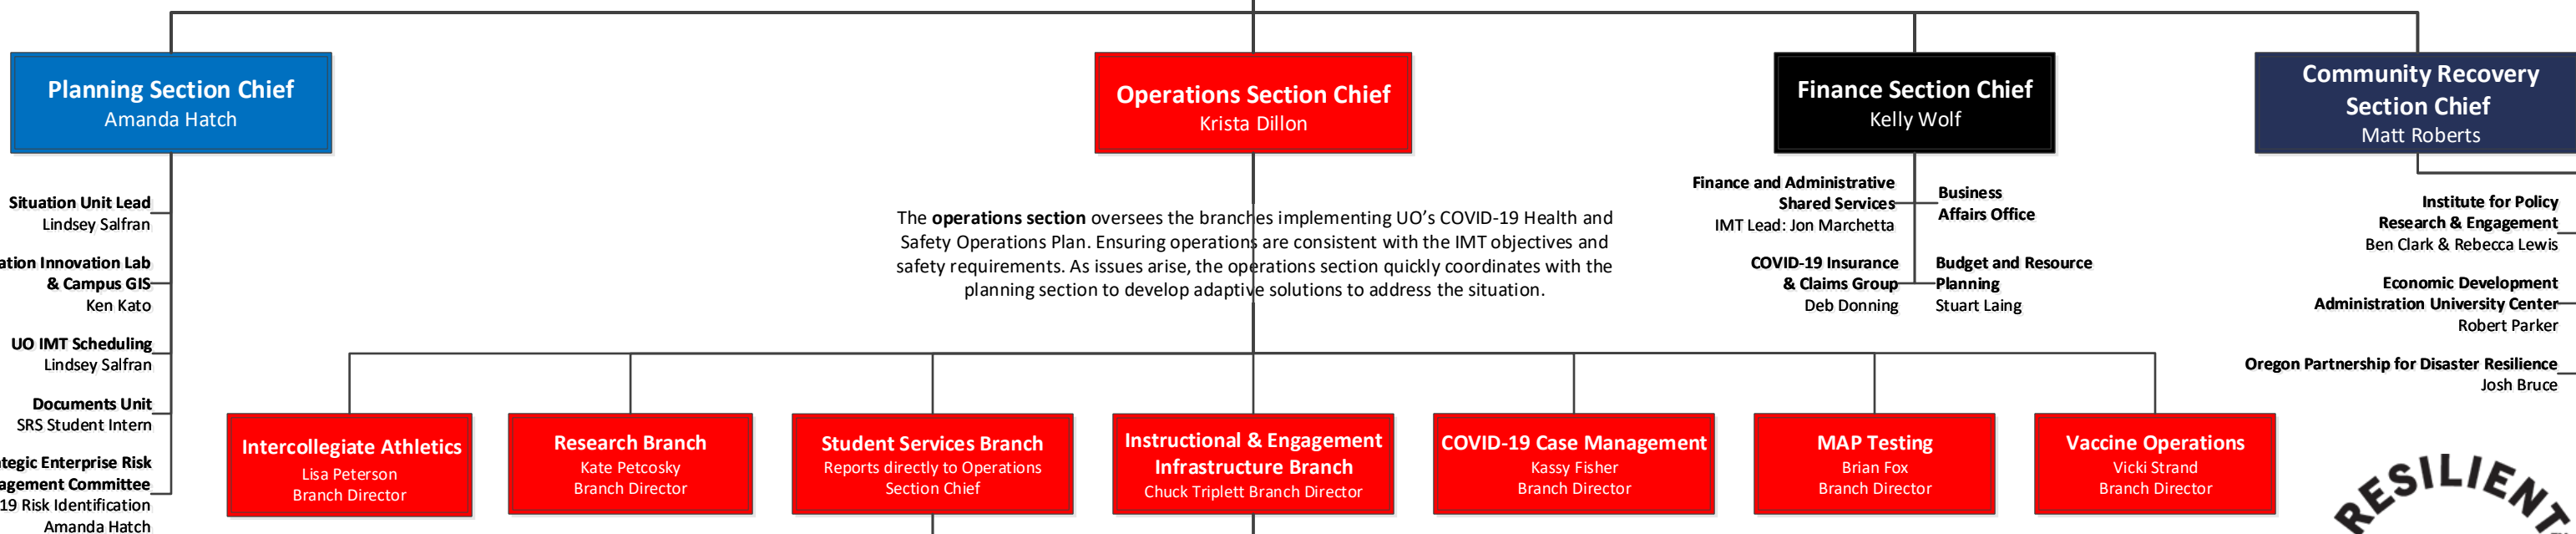 Planning Section Chief
Amanda Hatch
Operations Section Chief
Krista Dillon
Finance Section Chief
Kelly Wolf
Community Recovery
Section Chief
Matt Roberts
Situation Unit Lead
Lindsey Salfran
ation Innovation Lab
& Campus GIS
Ken Kato
UO IMT Scheduling
Lindsey Salfran
Documents Unit
SRS Student Intern
tegic Enterprise Risk
agement Committee
19 Risk Identification
Amanda Hatch
The operations section oversees the branches implementing UO's COVID-19 Health and
Safety Operations Plan. Ensuring operations are consistent with the IMT objectives and
safety requirements. As issues arise, the operations section quickly coordinates with the
planning section to develop adaptive solutions to address the situation.
Finance and Administrative
Shared Services
IMT Lead: Jon Marchetta
Business
Affairs Office
COVID-19 Insurance
& Claims Group
Deb Donning
Budget and Resource
Planning
Stuart Laing
Institute for Policy
Research & Engagement
Ben Clark & Rebecca Lewis
Economic Development
Administration University Center
Robert Parker
Oregon Partnership for Disaster Resilience
Josh Bruce
Intercollegiate Athletics
Lisa Peterson
Branch Director
Research Branch
Kate Petcosky
Branch Director
Student Services Branch
Reports directly to Operations
Section Chief
Instructional & Engagement
Infrastructure Branch
Chuck Triplett Branch Director
COVID-19 Case Management
Kassy Fisher
Branch Director
MAP Testing
Brian Fox
Branch Director
Vaccine Operations
Vicki Strand
Branch Director
RESILIENT